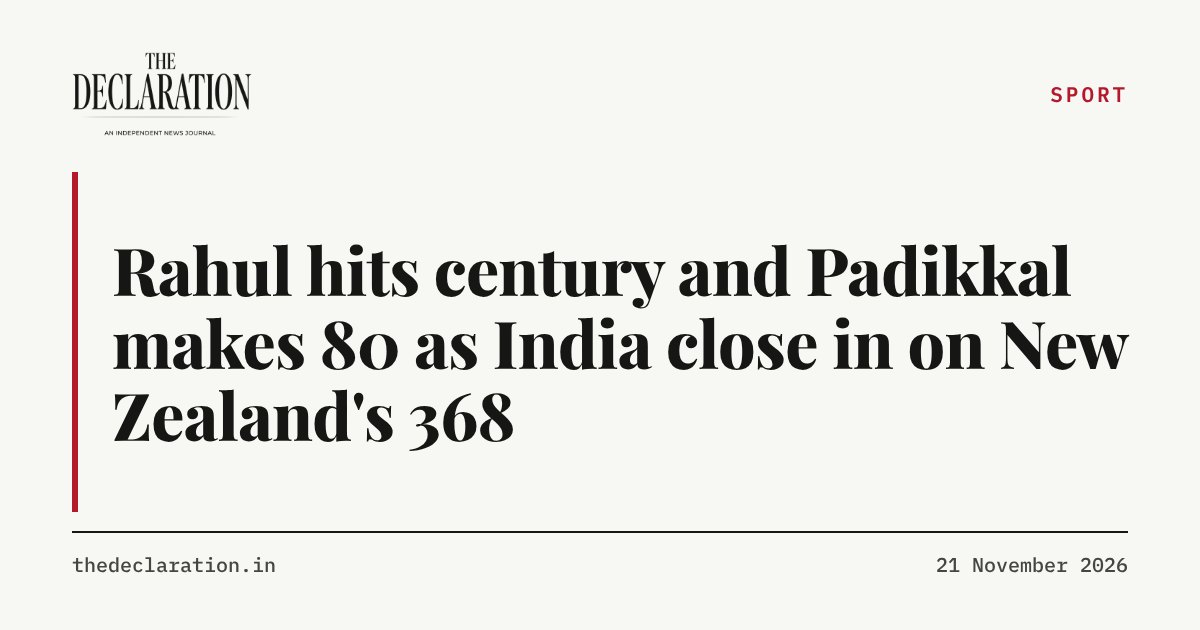 THE
DECLARATION
AN INDEPENDENT NEWS JOURNAL
SPORT
Rahul hits century and Padikkal
makes 80 as India close in on New
Zealand's 368
thedeclaration.in
21 November 2026